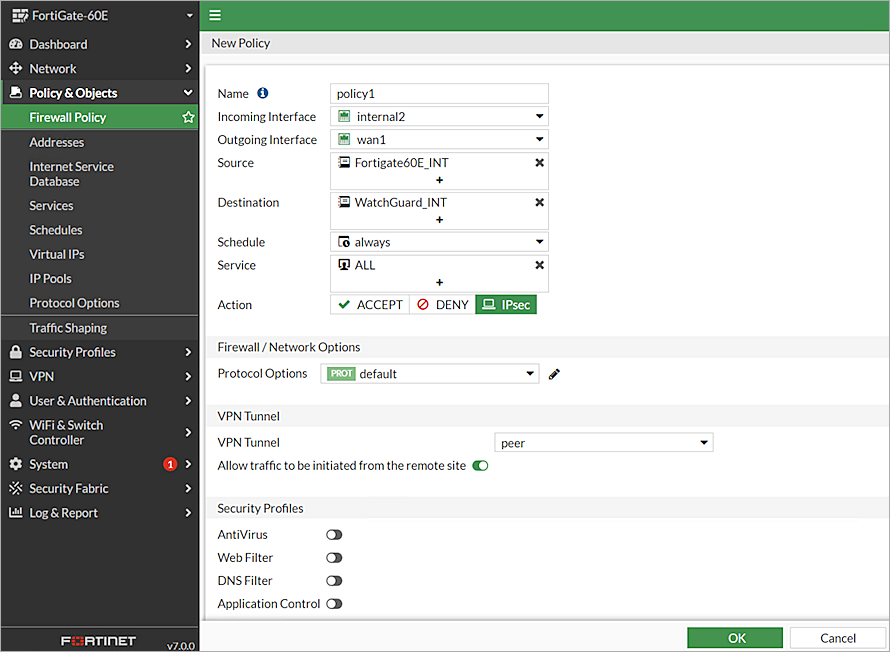 FortiGate-60E
Dashboard
Network
Policy & Objects
Firewall Policy
Addresses
Internet Service
Database
Services
Schedules
Virtual IPs
IP Pools
Protocol Options
Traffic Shaping
Security Profiles
VPN
User & Authentication
WiFi & Switch
Controller
System 1
Security Fabric
Log & Report
FORTINET v7.0.0
New Policy
Name policy1
Incoming Interface internal2
Outgoing Interface wan1
Source Fortigate60E_INT
+
Destination WatchGuard_INT
+
Schedule always
Service ALL
+
Action ACCEPT DENY IPsec
Firewall / Network Options
Protocol Options PROT default
VPN Tunnel
VPN Tunnel peer
Allow traffic to be initiated from the remote site
Security Profiles
AntiVirus
Web Filter
DNS Filter
Application Control
OK Cancel